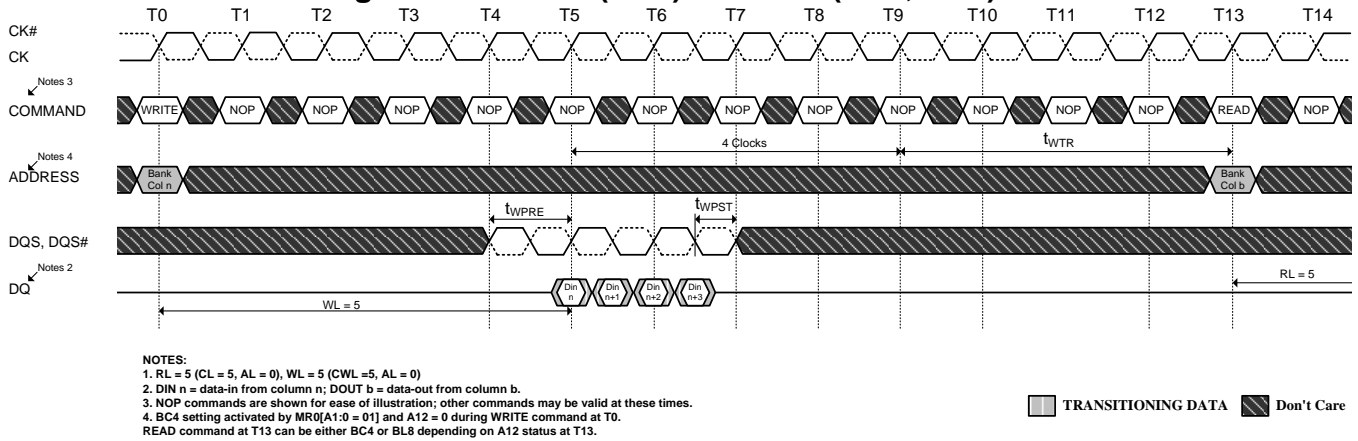 T0 T1 T2 T3 T4 T5 T6 T7 T8 T9 T10 T11 T12 T13 T14
CK#
CK
Notes 3
COMMAND
WRITE NOP NOP NOP NOP NOP NOP NOP NOP NOP NOP NOP NOP READ NOP
4 Clocks
tWTR
Notes 4
ADDRESS
Bank
Col n
Bank
Col b
tWPRE
tWPST
DQS, DQS#
Notes 2
DQ
Din
n
Din
n+1
Din
n+2
Din
n+3
RL = 5
WL = 5
NOTES:
1. RL = 5 (CL = 5, AL = 0), WL = 5 (CWL =5, AL = 0)
2. DIN n = data-in from column n; DOUT b = data-out from column b.
3. NOP commands are shown for ease of illustration; other commands may be valid at these times.
4. BC4 setting activated by MR0[A1:0 = 01] and A12 = 0 during WRITE command at T0.
READ command at T13 can be either BC4 or BL8 depending on A12 status at T13.
TRANSITIONING DATA
Don't Care